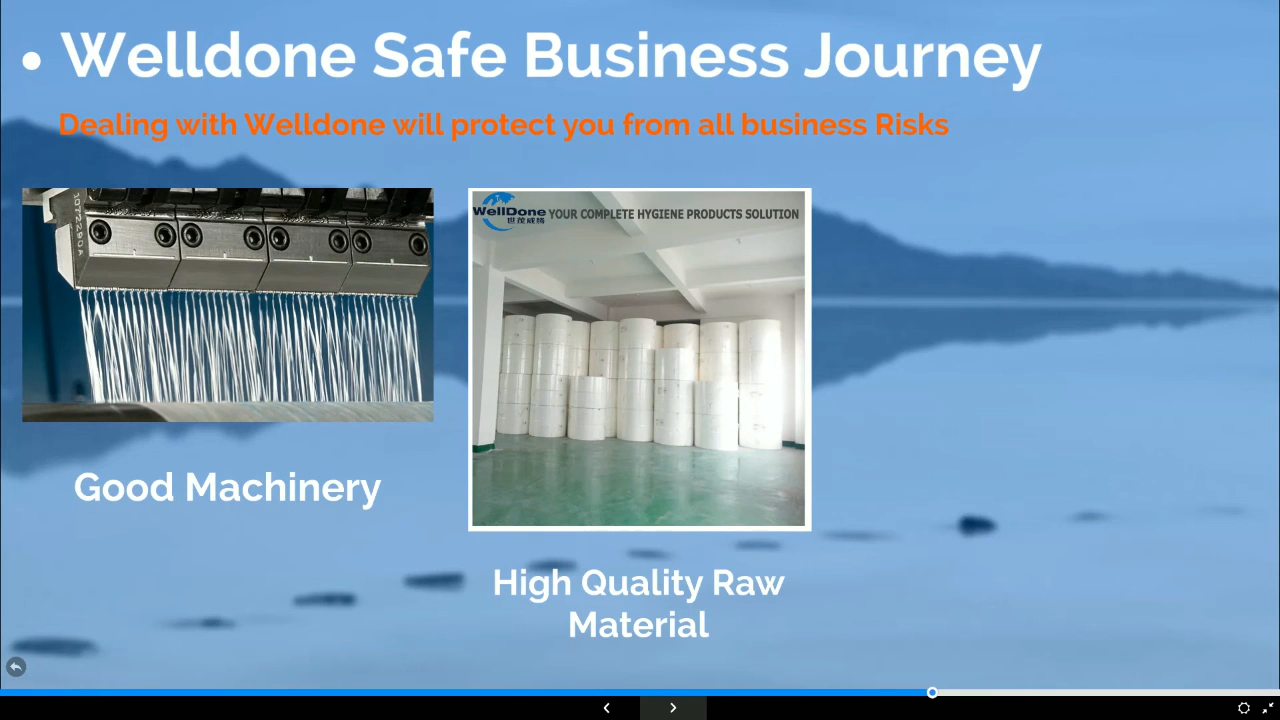 • Welldone Safe Business Journey
Dealing with Welldone will protect you from all business Risks
WellDone YOUR COMPLETE HYGIENE PRODUCTS SOLUTION
Good Machinery
High Quality Raw
Material